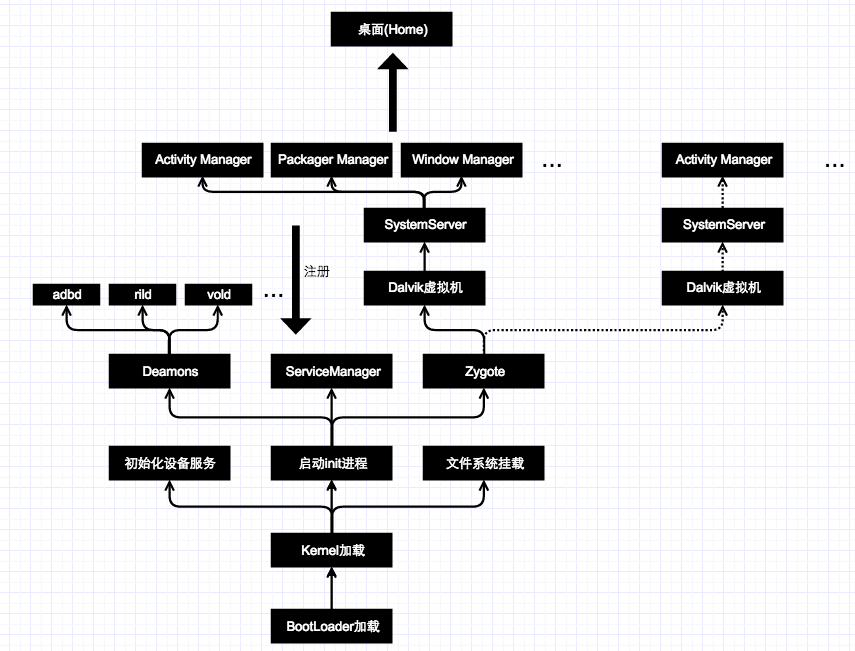 桌面(Home)
Activity Manager
Packager Manager
Window Manager
...
Activity Manager
...
SystemServer
SystemServer
注册
Dalvik虚拟机
Dalvik虚拟机
adbd
rild
vold
...
Deamons
ServiceManager
Zygote
初始化设备服务
启动init进程
文件系统挂载
Kernel加载
BootLoader加载